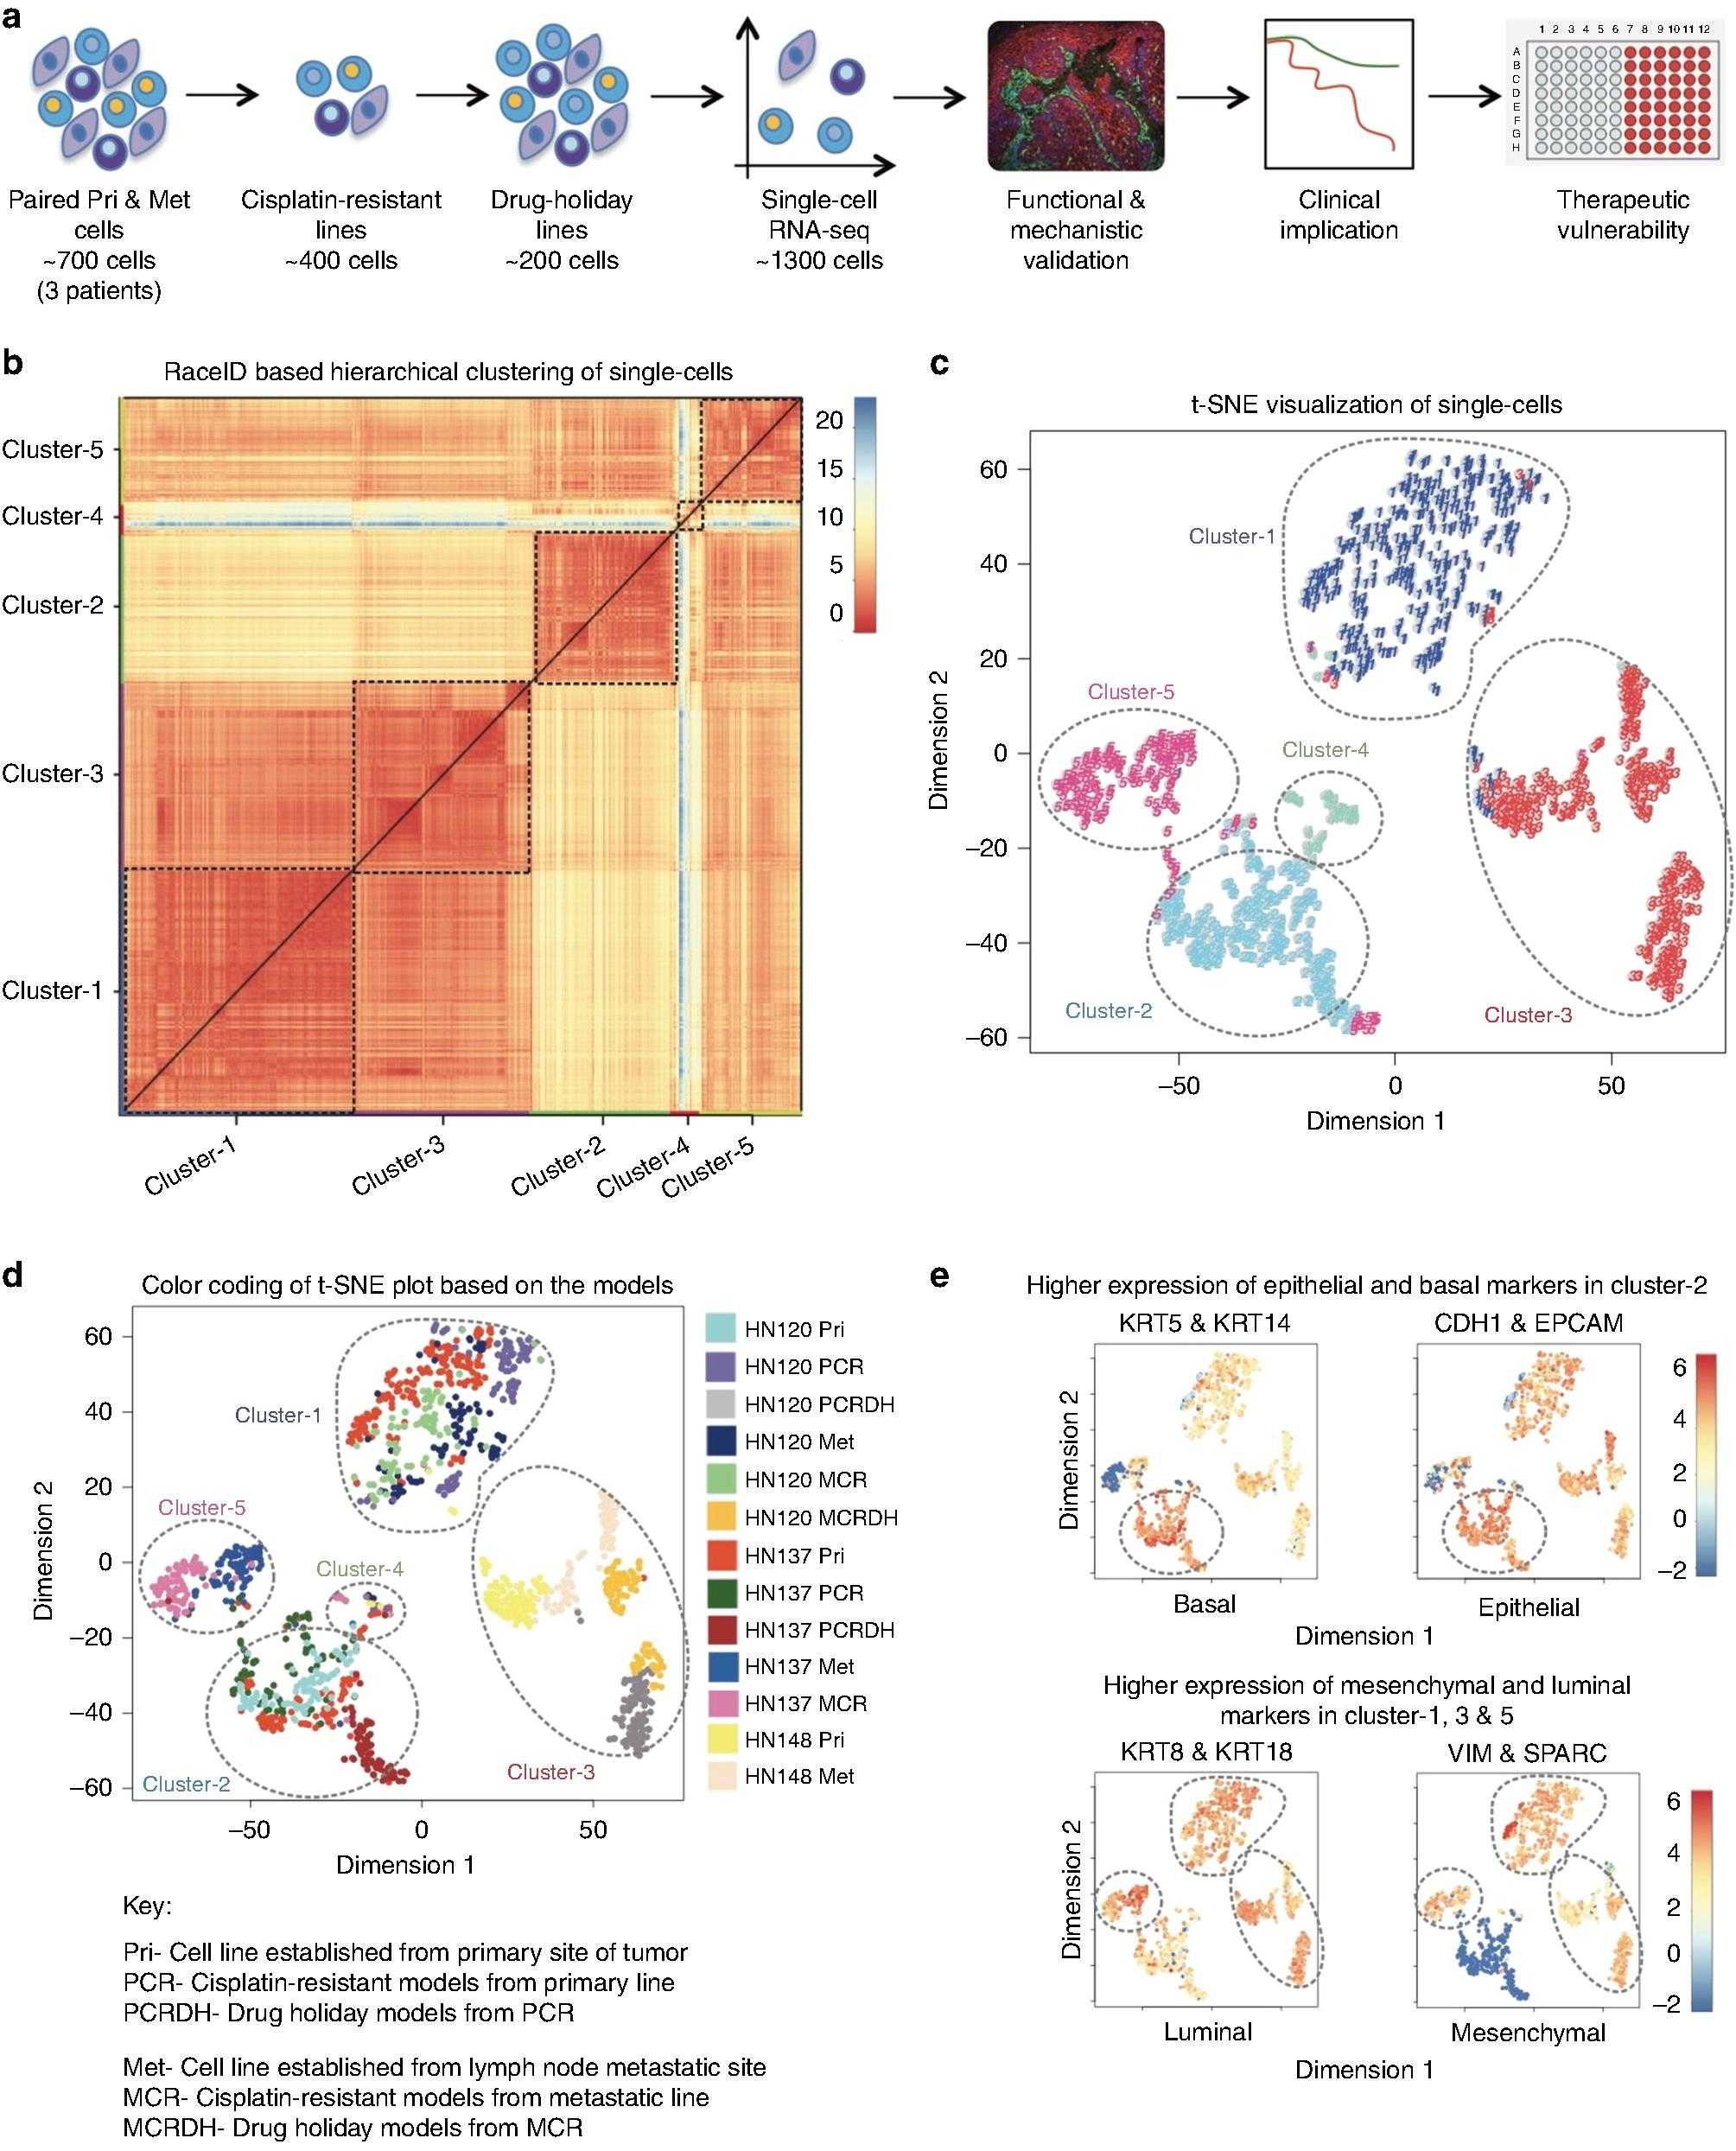 a
Paired Pri & Met
cells
~700 cells
(3 patients)
Cisplatin-resistant
lines
~400 cells
Drug-holiday
lines
~200 cells
Single-cell
RNA-seq
~1300 cells
Functional &
mechanistic
validation
Clinical
implication
1 2 3 4 5 6 7 8 9 10 11 12
A
B
C
D
E
F
G
H
Therapeutic
vulnerability
b
RaceID based hierarchical clustering of single-cells
Cluster-5
Cluster-4
Cluster-2
Cluster-3
Cluster-1
20
15
10
5
0
Cluster-1
Cluster-3
Cluster-2
Cluster-4
Cluster-5
c
t-SNE visualization of single-cells
Dimension 2
60
40
20
0
−20
−40
−60
Cluster-1
Cluster-5
Cluster-4
Cluster-2
Cluster-3
−50 0 50
Dimension 1
d
Color coding of t-SNE plot based on the models
Dimension 2
60
40
20
0
−20
−40
−60
Cluster-1
Cluster-5
Cluster-4
Cluster-2
Cluster-3
−50 0 50
Dimension 1
HN120 Pri
HN120 PCR
HN120 PCRDH
HN120 Met
HN120 MCR
HN120 MCRDH
HN137 Pri
HN137 PCR
HN137 PCRDH
HN137 Met
HN137 MCR
HN148 Pri
HN148 Met
Key:
Pri- Cell line established from primary site of tumor
PCR- Cisplatin-resistant models from primary line
PCRDH- Drug holiday models from PCR
Met- Cell line established from lymph node metastatic site
MCR- Cisplatin-resistant models from metastatic line
MCRDH- Drug holiday models from MCR
e
Higher expression of epithelial and basal markers in cluster-2
KRT5 & KRT14
CDH1 & EPCAM
Dimension 2
6
4
2
0
−2
Basal
Epithelial
Dimension 1
Higher expression of mesenchymal and luminal
markers in cluster-1, 3 & 5
KRT8 & KRT18
VIM & SPARC
Dimension 2
6
4
2
0
−2
Luminal
Mesenchymal
Dimension 1